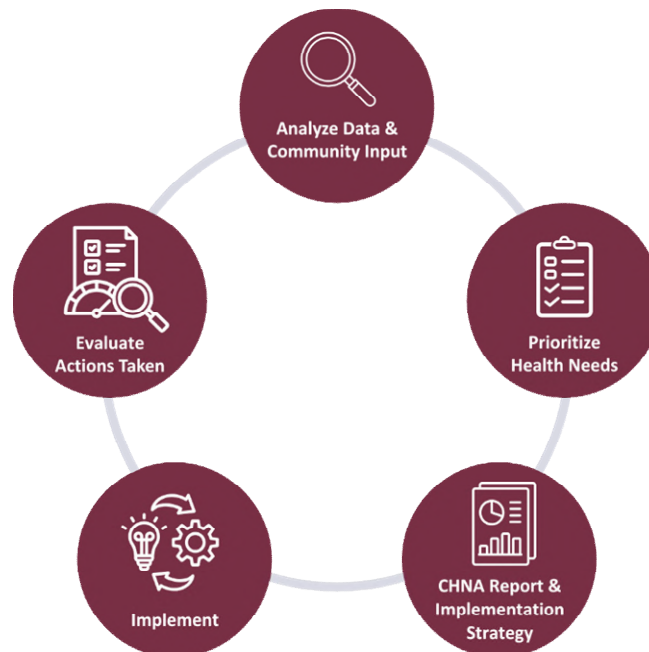 Analyze Data &
Community Input
Prioritize
Health Needs
CHNA Report &
Implementation
Strategy
Implement
Evaluate
Actions Taken